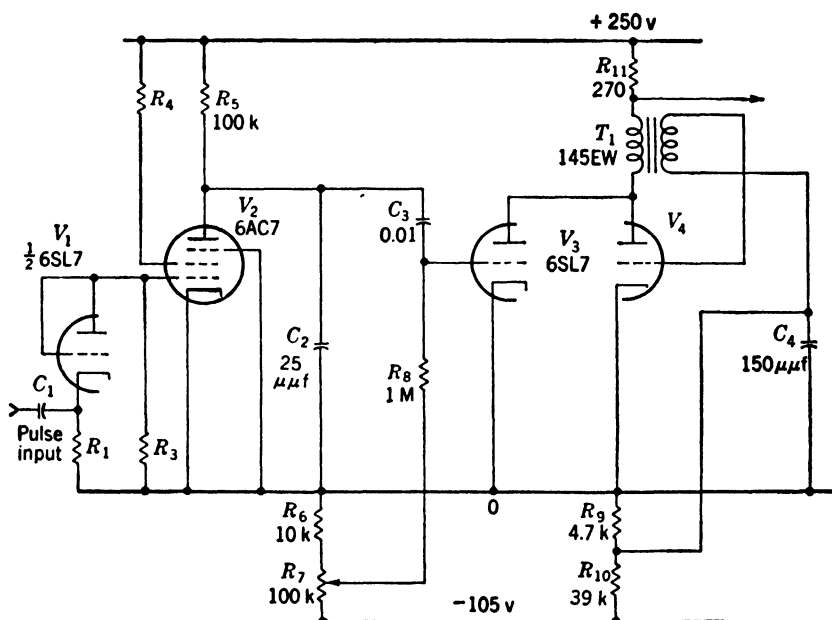 + 250 v
R4
R5
100 k
R11
270
T1
145EW
V1
½ 6SL7
V2
6AC7
C3
0.01
V3
6SL7
V4
C2
25
μμf
R8
1 M
C4
150μμf
C1
Pulse
input
R1
R3
0
R6
10 k
R7
100 k
R9
4.7 k
R10
39 k
−105 v